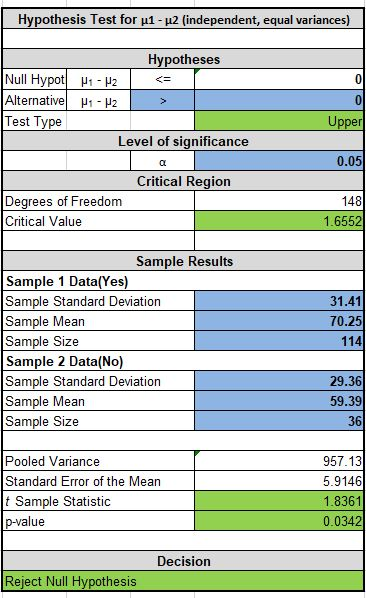 Hypothesis Test for μ1 - μ2 (independent, equal variances)
Hypotheses
Null Hypot μ₁ - μ₂ <= 0
Alternative μ₁ - μ₂ > 0
Test Type Upper
Level of significance
α 0.05
Critical Region
Degrees of Freedom 148
Critical Value 1.6552
Sample Results
Sample 1 Data(Yes)
Sample Standard Deviation 31.41
Sample Mean 70.25
Sample Size 114
Sample 2 Data(No)
Sample Standard Deviation 29.36
Sample Mean 59.39
Sample Size 36
Pooled Variance 957.13
Standard Error of the Mean 5.9146
t Sample Statistic 1.8361
p-value 0.0342
Decision
Reject Null Hypothesis